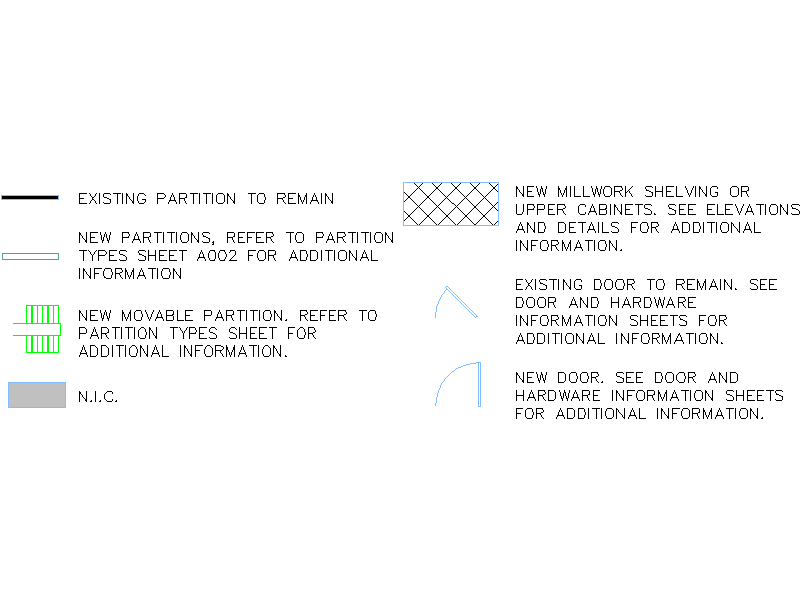 EXISTING PARTITION TO REMAIN
NEW PARTITIONS, REFER TO PARTITION
TYPES SHEET A002 FOR ADDITIONAL
INFORMATION
NEW MOVABLE PARTITION. REFER TO
PARTITION TYPES SHEET FOR
ADDITIONAL INFORMATION.
N.I.C.
NEW MILLWORK SHELVING OR
UPPER CABINETS. SEE ELEVATIONS
AND DETAILS FOR ADDITIONAL
INFORMATION.
EXISTING DOOR TO REMAIN. SEE
DOOR AND HARDWARE
INFORMATION SHEETS FOR
ADDITIONAL INFORMATION.
NEW DOOR. SEE DOOR AND
HARDWARE INFORMATION SHEETS
FOR ADDITIONAL INFORMATION.